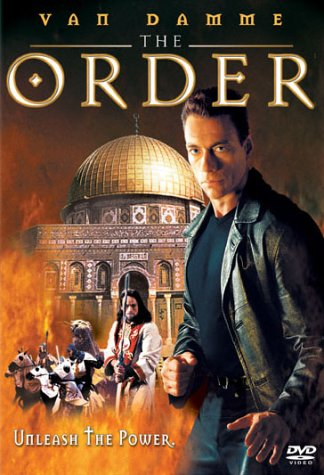 VAN DAMME
THE
ORDER
UNLEASH THE POWER.
DVD
VIDEO